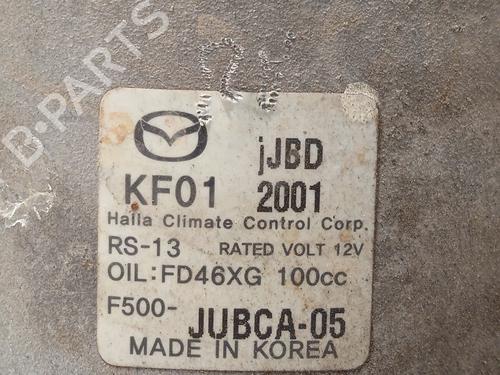 B-PARTS
jJBD
KF01 2001
Halla Climate Control Corp.
RS-13 RATED VOLT 12V
OIL:FD46XG 100cc
F500-JUBCA-05
MADE IN KOREA